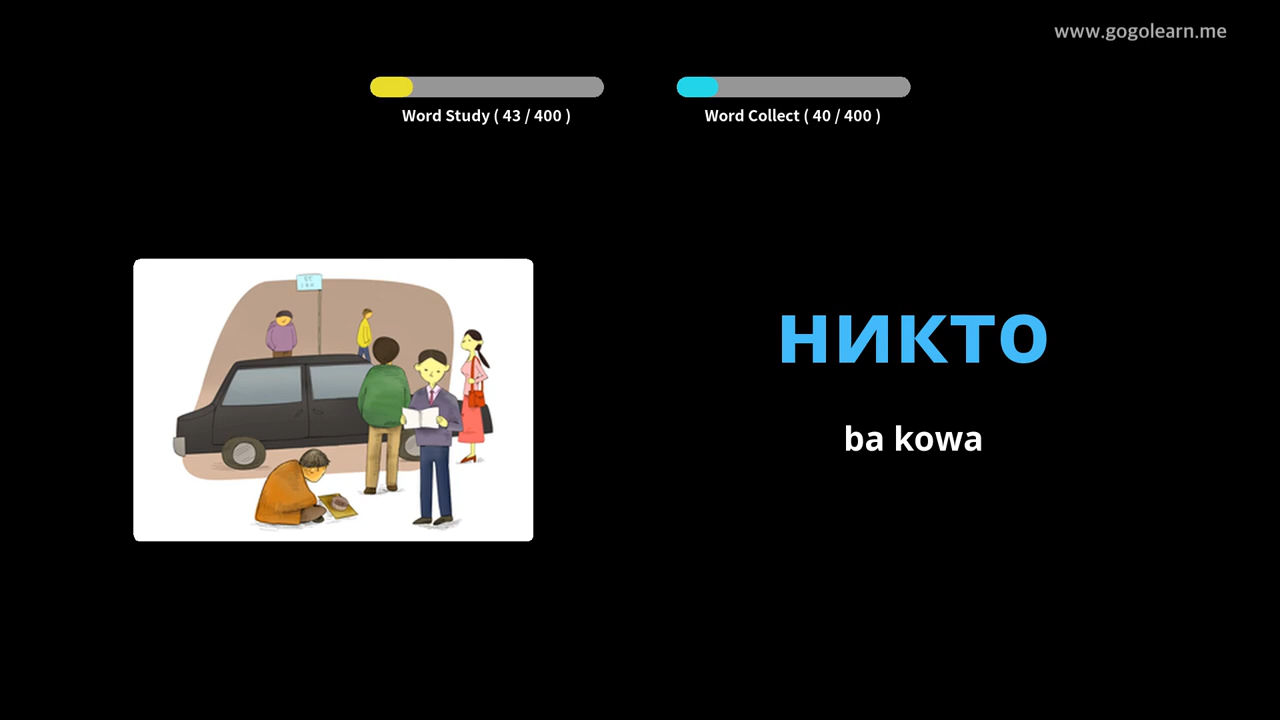 www.gogolearn.me
Word Study ( 43 / 400 )
Word Collect ( 40 / 400 )
никто
ba kowa